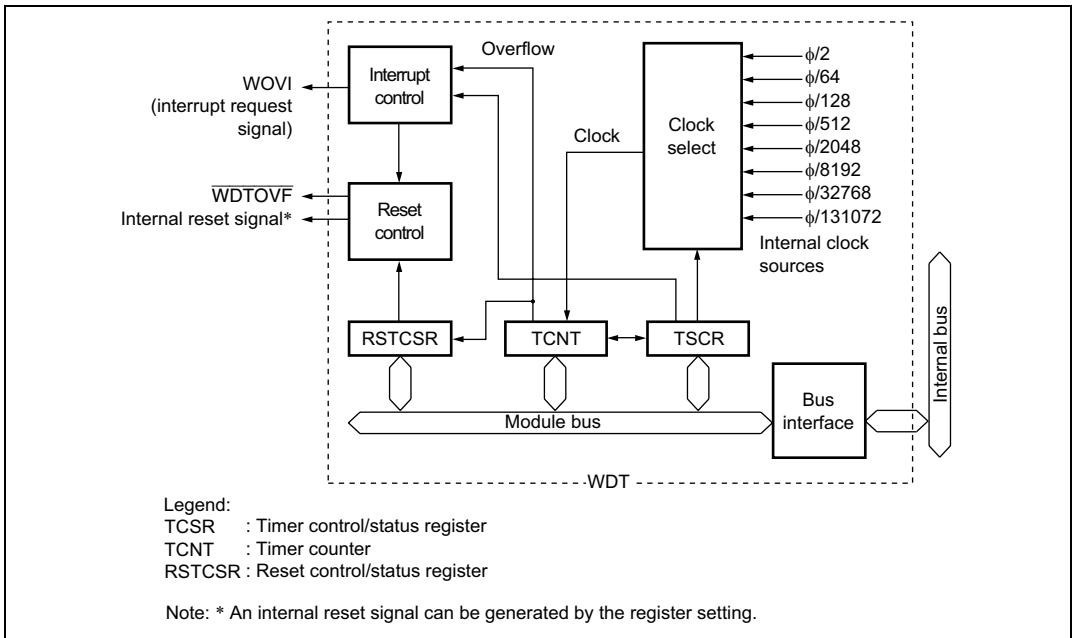 Overflow
Interrupt
control
WOVI
(interrupt request
signal)
WDTOVF
Internal reset signal*
Reset
control
Clock
Clock
select
ϕ/2
ϕ/64
ϕ/128
ϕ/512
ϕ/2048
ϕ/8192
ϕ/32768
ϕ/131072
Internal clock
sources
RSTCSR
TCNT
TSCR
Module bus
Bus
interface
Internal bus
WDT
Legend:
TCSR : Timer control/status register
TCNT : Timer counter
RSTCSR : Reset control/status register
Note: * An internal reset signal can be generated by the register setting.